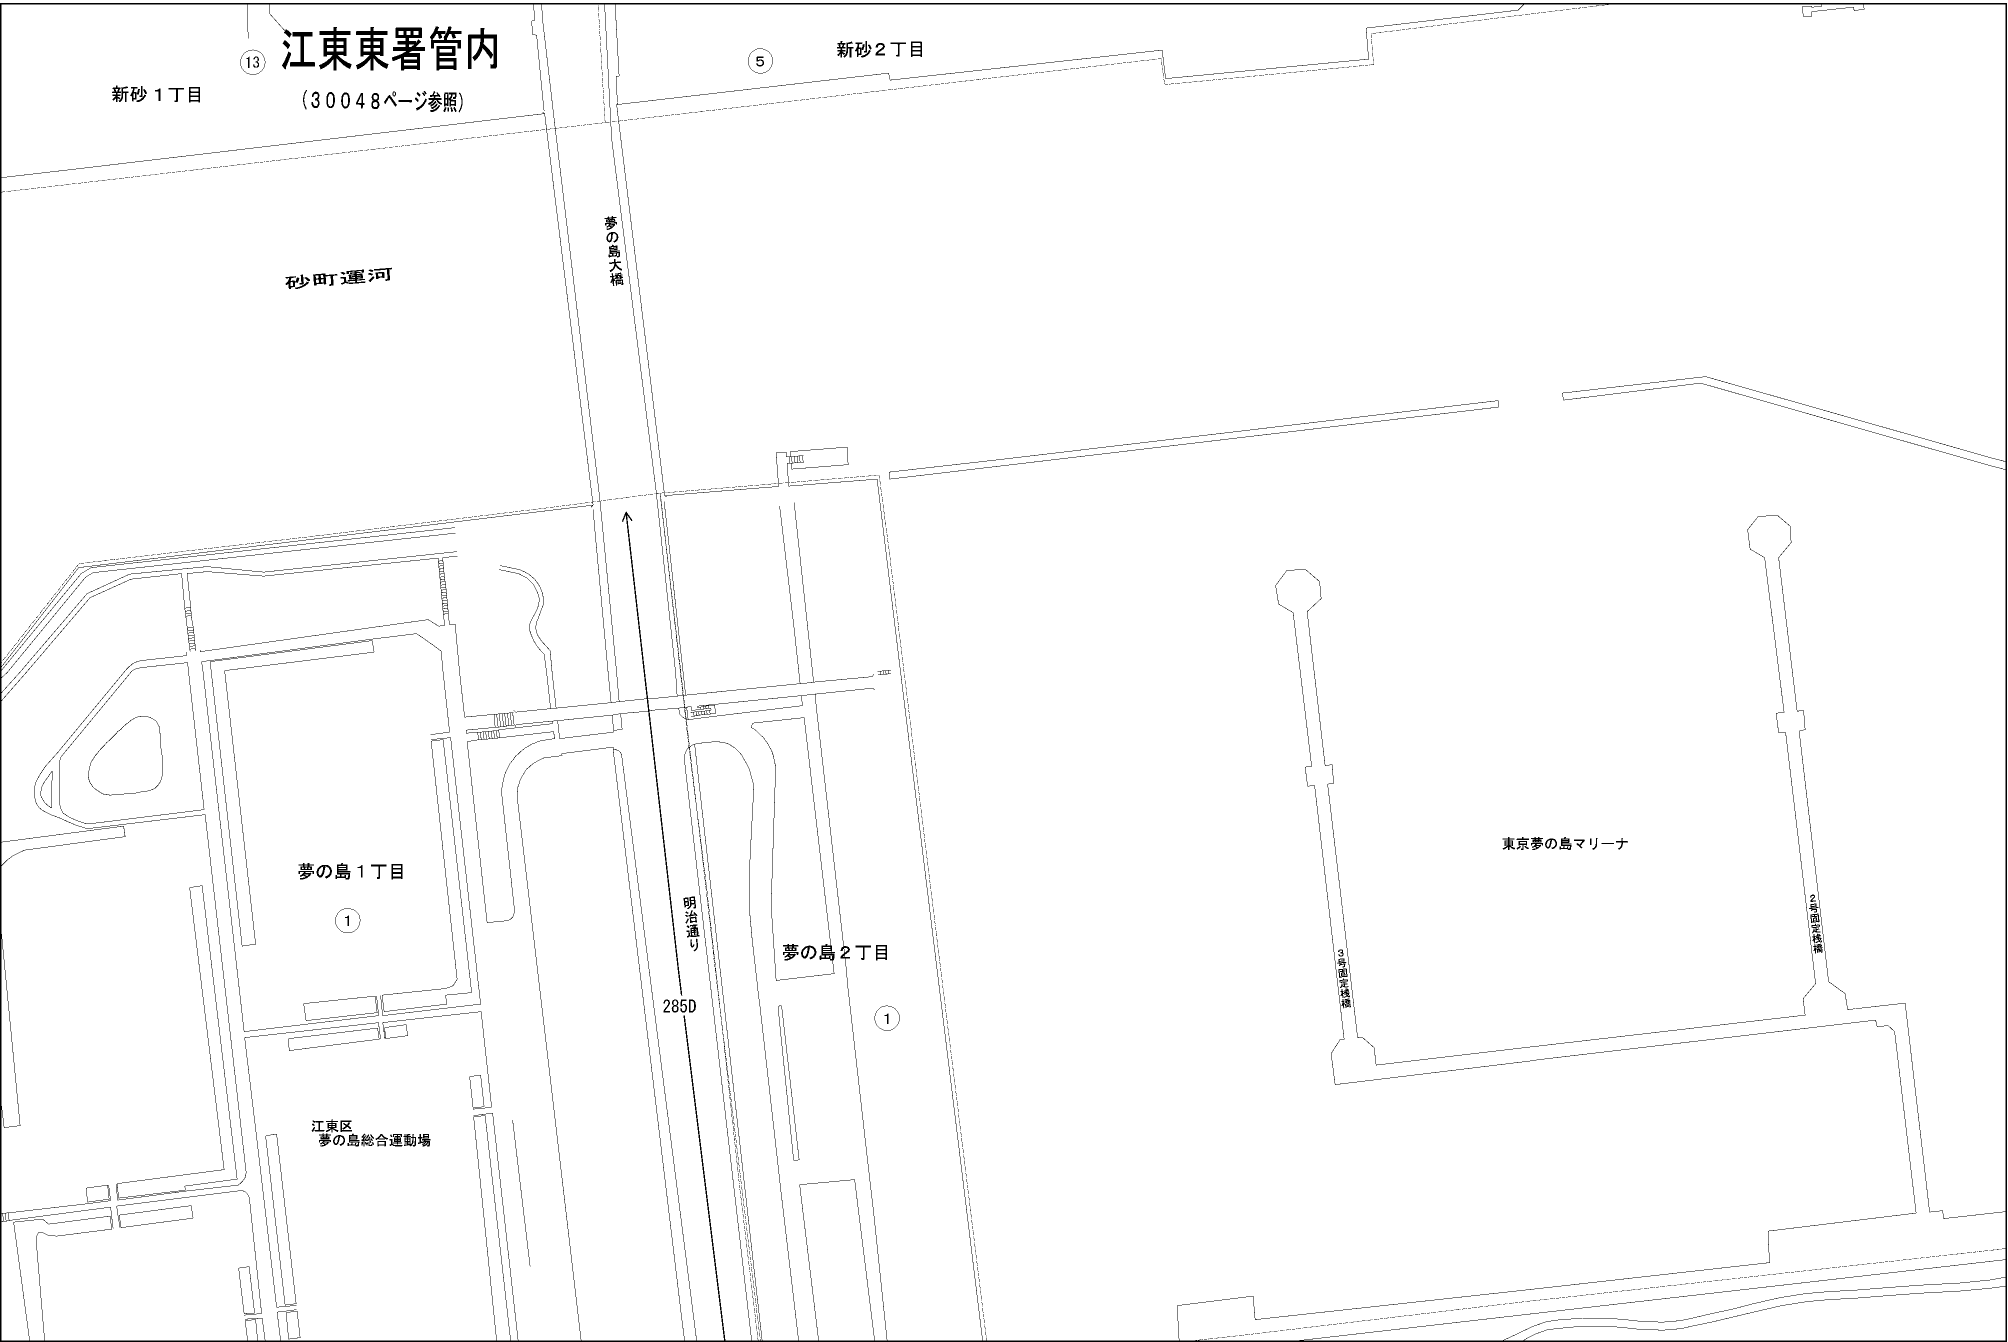 ⑬
江東東署管内
(30048ページ参照)
新砂1丁目
⑤
新砂2丁目
夢の島大橋
砂町運河
夢の島1丁目
①
明治通り
285D
夢の島2丁目
①
東京夢の島マリーナ
2号固定桟橋
3号固定桟橋
江東区
夢の島総合運動場